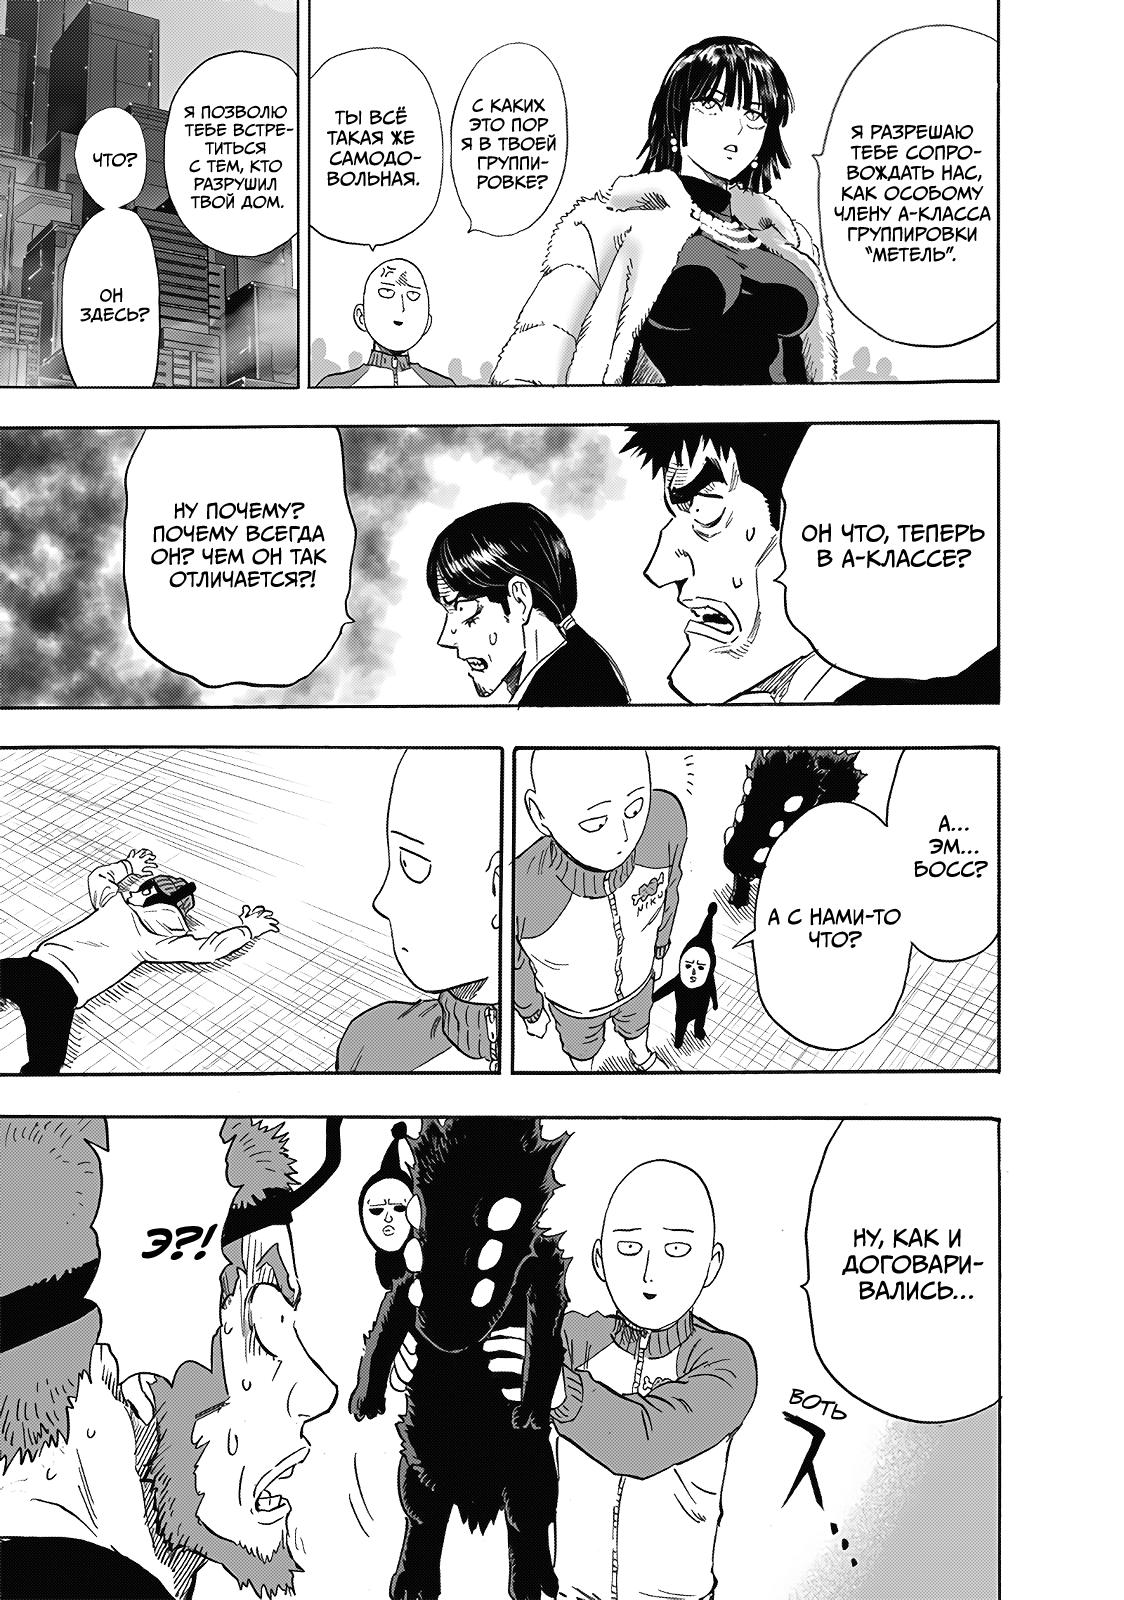 Я РАЗРЕШАЮ
ТЕБЕ СОПРО-
ВОЖДАТЬ НАС,
КАК ОСОБОМУ
ЧЛЕНУ А-КЛАССА
ГРУППИРОВКИ
"МЕТЕЛЬ".
С КАКИХ
ЭТО ПОР
Я В ТВОЕЙ
ГРУППИ-
РОВКЕ?
ТЫ ВСЁ
ТАКАЯ ЖЕ
САМОДО-
ВОЛЬНАЯ.
Я ПОЗВОЛЮ
ТЕБЕ ВСТРЕ-
ТИТЬСЯ
С ТЕМ, КТО
РАЗРУШИЛ
ТВОЙ ДОМ.
ЧТО?
ОН
ЗДЕСЬ?
ОН ЧТО, ТЕПЕРЬ
В А-КЛАССЕ?
НУ ПОЧЕМУ?
ПОЧЕМУ ВСЕГДА
ОН? ЧЕМ ОН ТАК
ОТЛИЧАЕТСЯ?!
А...
ЭМ...
БОСС?
А С НАМИ-ТО
ЧТО?
NIKU
НУ, КАК И
ДОГОВАРИ-
ВАЛИСЬ...
ВОТЬ
Э?!